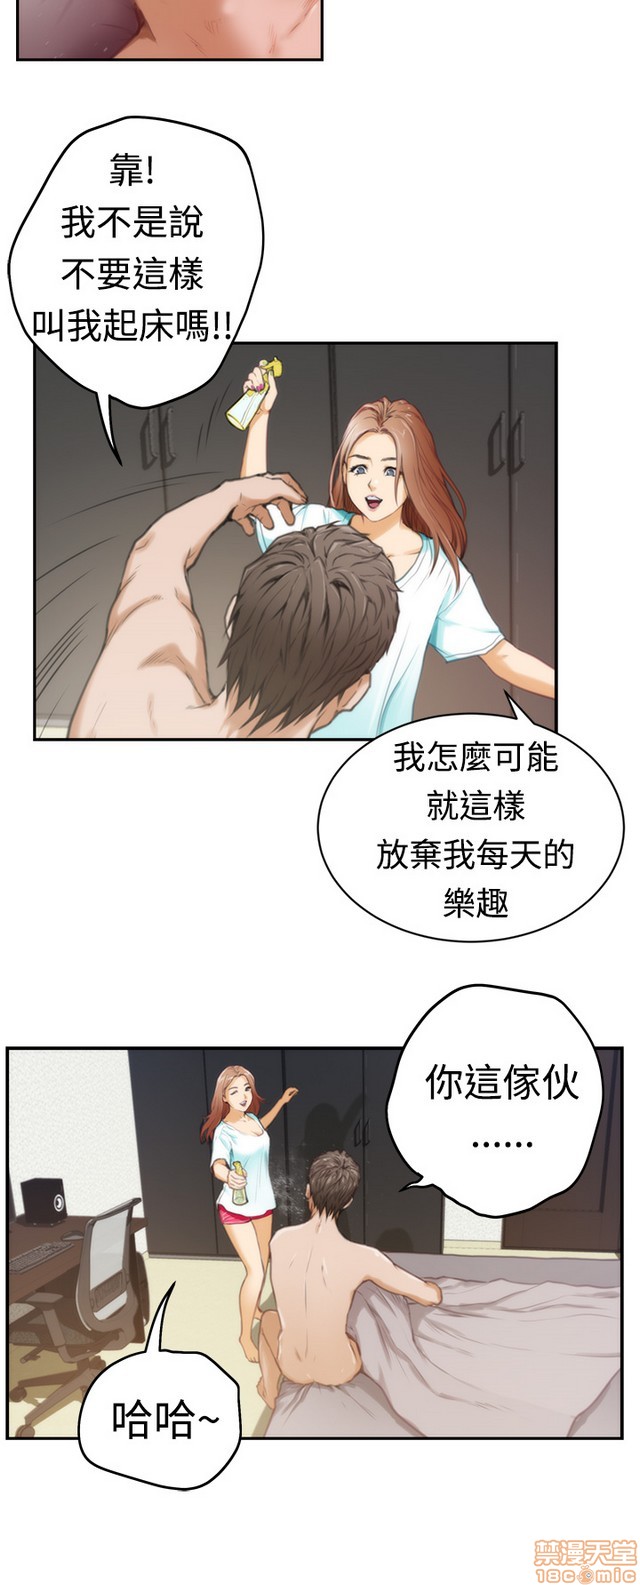 靠!
我不是說
不要這樣
叫我起床嗎!!
我怎麼可能
就這樣
放棄我每天的
樂趣
你這傢伙
......
哈哈~
禁漫天堂
18comic.mic